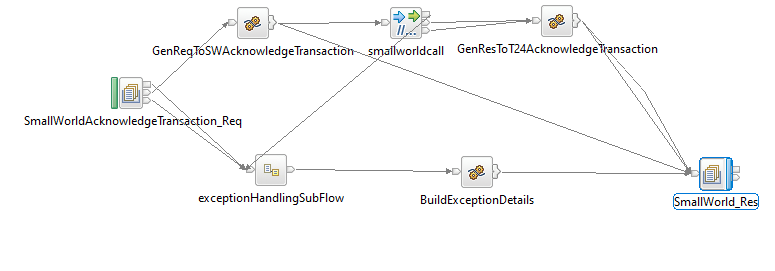 GenReqToSWAcknowledgeTransaction
smallworldcall
GenResToT24AcknowledgeTransaction
SmallWorldAcknowledgeTransaction_Req
exceptionHandlingSubFlow
BuildExceptionDetails
SmallWorld_Res